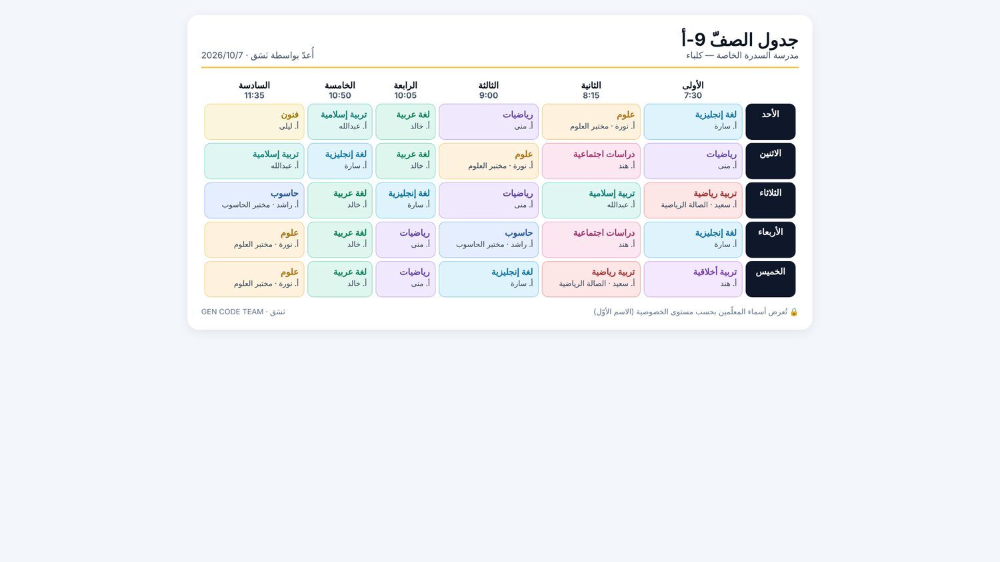 جدول الصفّ 9-أ
مدرسة السدرة الخاصة — كلباء
أُعدّ بواسطة نَسَق · 2026/10/7
الأولى الثانية الثالثة الرابعة الخامسة السادسة
7:30 8:15 9:00 10:05 10:50 11:35
الأحد لغة إنجليزية علوم رياضيات لغة عربية تربية إسلامية فنون
أ. سارة أ. نورة · مختبر العلوم أ. منى أ. خالد أ. عبدالله أ. ليلى
الاثنين رياضيات دراسات اجتماعية علوم لغة عربية لغة إنجليزية تربية إسلامية
أ. منى أ. هند أ. نورة · مختبر العلوم أ. خالد أ. سارة أ. عبدالله
الثلاثاء تربية رياضية تربية إسلامية رياضيات لغة إنجليزية لغة عربية حاسوب
أ. سعيد · الصالة الرياضية أ. عبدالله أ. منى أ. سارة أ. خالد أ. راشد · مختبر الحاسوب
الأربعاء لغة إنجليزية دراسات اجتماعية حاسوب رياضيات لغة عربية علوم
أ. سارة أ. هند أ. راشد · مختبر الحاسوب أ. منى أ. خالد أ. نورة · مختبر العلوم
الخميس تربية أخلاقية تربية رياضية لغة إنجليزية رياضيات لغة عربية علوم
أ. هند أ. سعيد · الصالة الرياضية أ. سارة أ. منى أ. خالد أ. نورة · مختبر العلوم
🔒 تُعرض أسماء المعلّمين بحسب مستوى الخصوصية (الاسم الأوّل)
نَسَق · GEN CODE TEAM